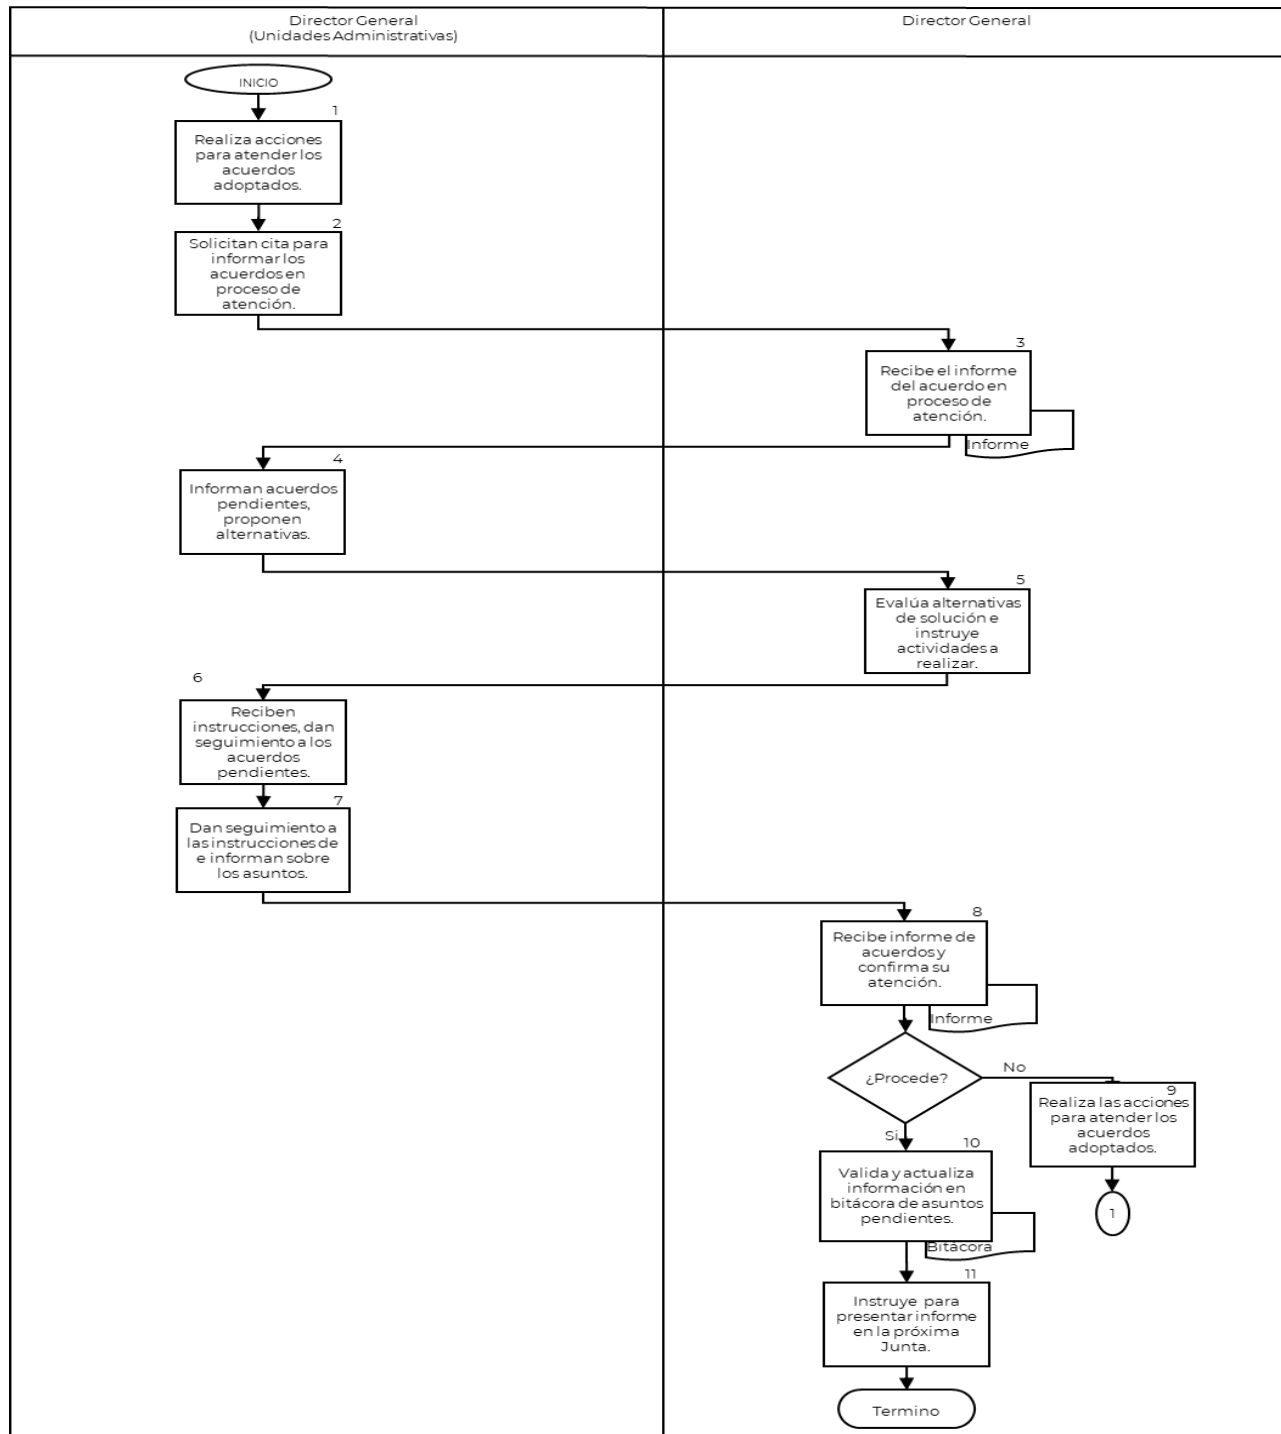 Director General
(Unidades Administrativas)
Director General
INICIO
1
Realiza acciones
para atender los
acuerdos
adoptados.
2
Solicitan cita para
informar los
acuerdos en
proceso de
atención.
3
Recibe el informe
del acuerdo en
proceso de
atención.
Informe
4
Informan acuerdos
pendientes,
proponen
alternativas.
5
Evalúa alternativas
de solución e
instruye
actividades a
realizar.
6
Reciben
instrucciones, dan
seguimiento a los
acuerdos
pendientes.
7
Dan seguimiento a
las instrucciones de
e informan sobre
los asuntos.
8
Recibe informe de
acuerdos y
confirma su
atención.
Informe
¿Procede?
No
9
Realiza las acciones
para atender los
acuerdos
adoptados.
1
Si
10
Valida y actualiza
información en
bitácora de asuntos
pendientes.
Bitácora
11
Instruye para
presentar informe
en la próxima
Junta.
Termino